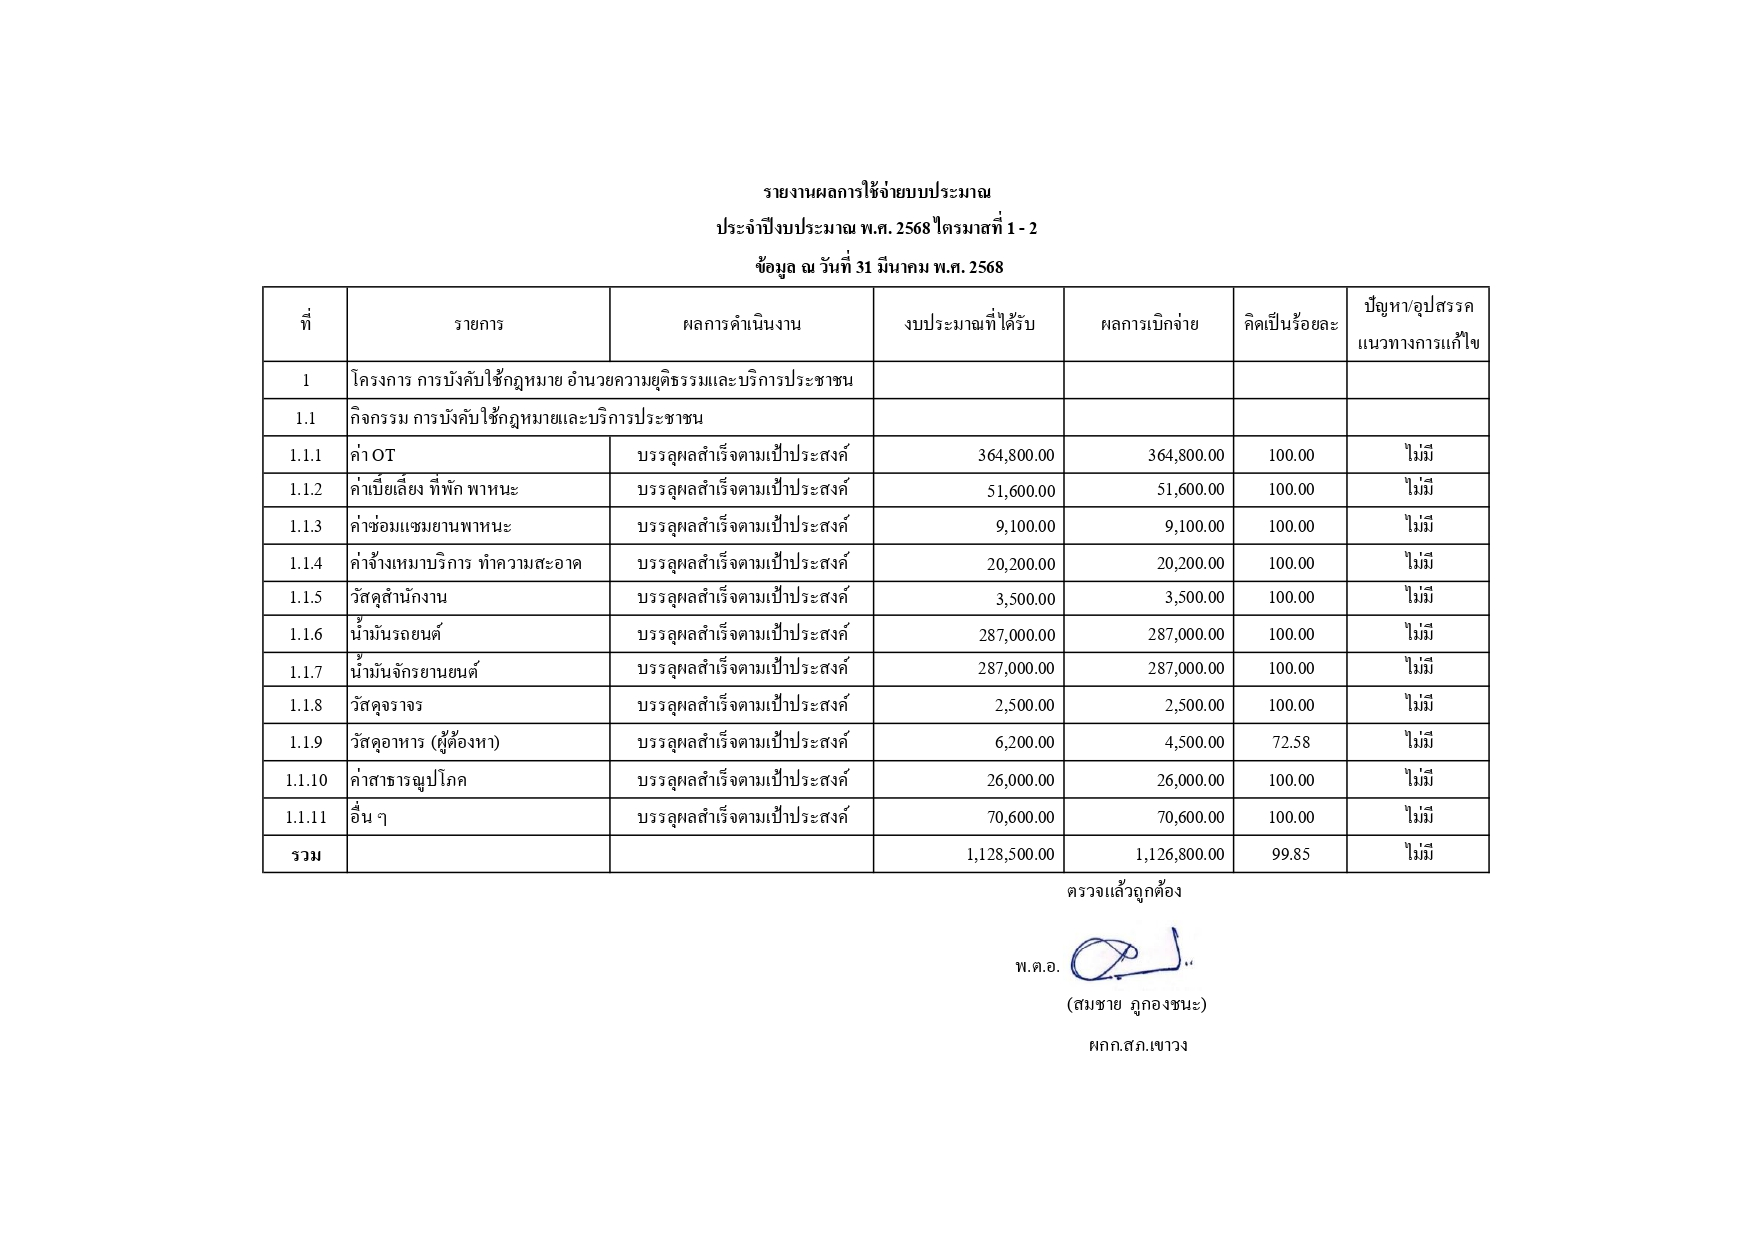 รายงานผลการใช้จ่ายบบประมาณ
ประจำปีงบประมาณ พ.ศ. 2568 ไตรมาสที่ 1 - 2
ข้อมูล ณ วันที่ 31 มีนาคม พ.ศ. 2568
ที่ รายการ ผลการดำเนินงาน งบประมาณที่ได้รับ ผลการเบิกจ่าย คิดเป็นร้อยละ ปัญหา/อุปสรรค
แนวทางการแก้ไข
1 โครงการ การบังคับใช้กฎหมาย อำนวยความยุติธรรมและบริการประชาชน
1.1 กิจกรรม การบังคับใช้กฎหมายและบริการประชาชน
1.1.1 ค่า OT บรรลุผลสำเร็จตามเป้าประสงค์ 364,800.00 364,800.00 100.00 ไม่มี
1.1.2 ค่าเบี้ยเลี้ยง ที่พัก พาหนะ บรรลุผลสำเร็จตามเป้าประสงค์ 51,600.00 51,600.00 100.00 ไม่มี
1.1.3 ค่าซ่อมแซมยานพาหนะ บรรลุผลสำเร็จตามเป้าประสงค์ 9,100.00 9,100.00 100.00 ไม่มี
1.1.4 ค่าจ้างเหมาบริการ ทำความสะอาด บรรลุผลสำเร็จตามเป้าประสงค์ 20,200.00 20,200.00 100.00 ไม่มี
1.1.5 วัสดุสำนักงาน บรรลุผลสำเร็จตามเป้าประสงค์ 3,500.00 3,500.00 100.00 ไม่มี
1.1.6 น้ำมันรถยนต์ บรรลุผลสำเร็จตามเป้าประสงค์ 287,000.00 287,000.00 100.00 ไม่มี
1.1.7 น้ำมันจักรยานยนต์ บรรลุผลสำเร็จตามเป้าประสงค์ 287,000.00 287,000.00 100.00 ไม่มี
1.1.8 วัสดุจราจร บรรลุผลสำเร็จตามเป้าประสงค์ 2,500.00 2,500.00 100.00 ไม่มี
1.1.9 วัสดุอาหาร (ผู้ต้องหา) บรรลุผลสำเร็จตามเป้าประสงค์ 6,200.00 4,500.00 72.58 ไม่มี
1.1.10 ค่าสาธารณูปโภค บรรลุผลสำเร็จตามเป้าประสงค์ 26,000.00 26,000.00 100.00 ไม่มี
1.1.11 อื่น ๆ บรรลุผลสำเร็จตามเป้าประสงค์ 70,600.00 70,600.00 100.00 ไม่มี
รวม 1,128,500.00 1,126,800.00 99.85 ไม่มี
ตรวจแล้วถูกต้อง
พ.ต.อ.
(สมชาย ภูกองชนะ)
ผกก.สภ.เขาวง